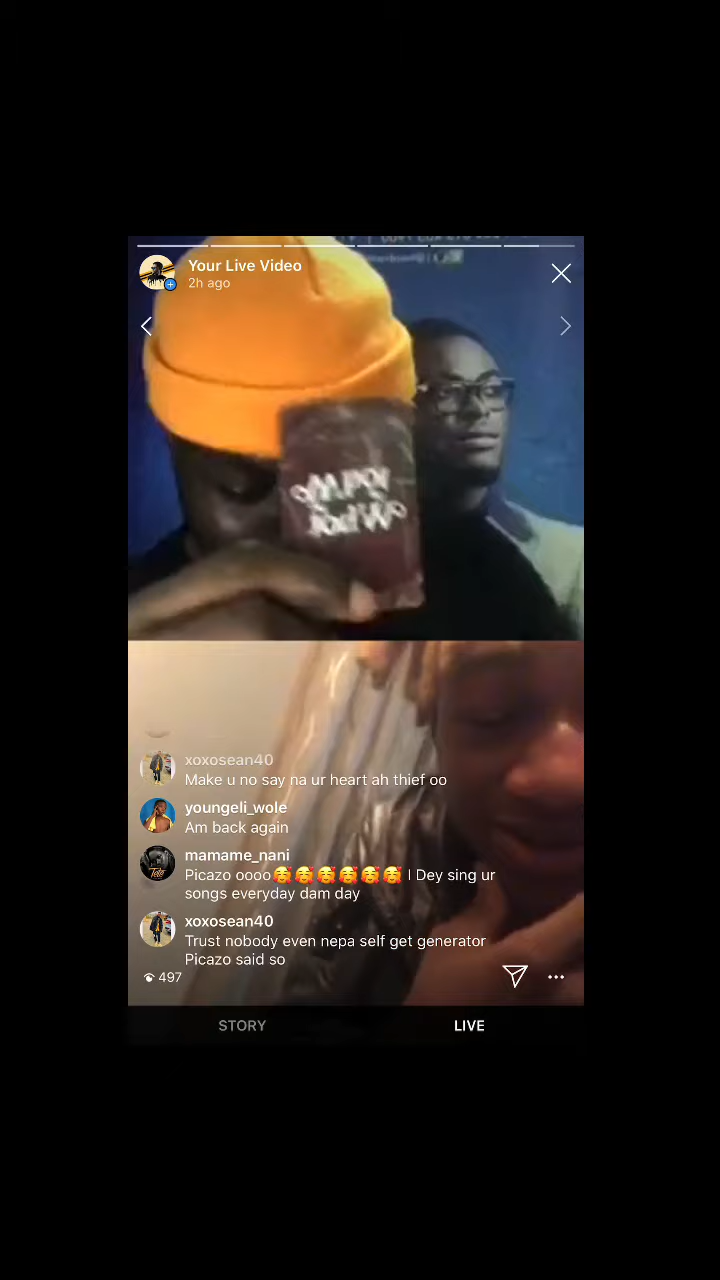 Your Live Video
2h ago
xoxosean40
Make u no say na ur heart ah thief oo
youngeli_wole
Am back again
mamame_nani
Picazo oooo🥰🥰🥰🥰🥰🥰 I Dey sing ur
songs everyday dam day
xoxosean40
Trust nobody even nepa self get generator
Picazo said so
497
STORY
LIVE